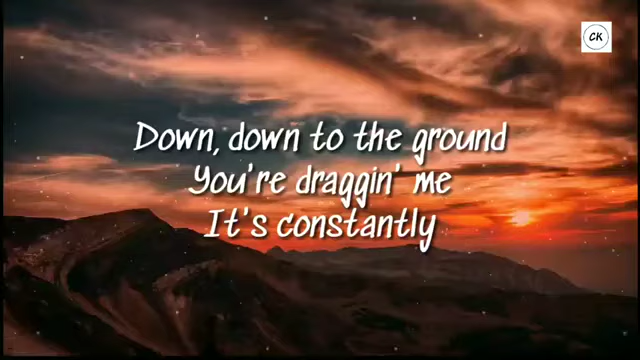 CK
Down, down to the ground
You're draggin' me
It's constantly